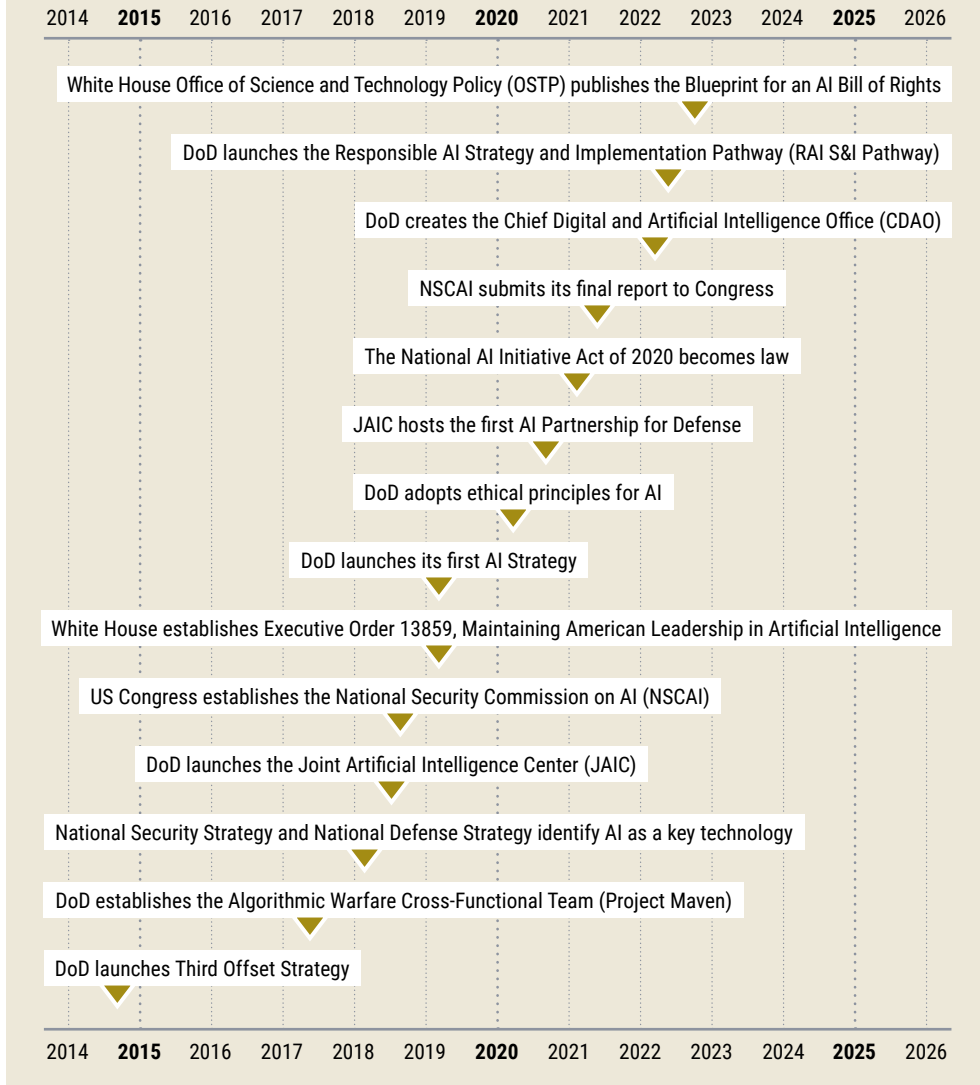 2014 2015 2016 2017 2018 2019 2020 2021 2022 2023 2024 2025 2026
White House Office of Science and Technology Policy (OSTP) publishes the Blueprint for an AI Bill of Rights
DoD launches the Responsible AI Strategy and Implementation Pathway (RAI S&I Pathway)
DoD creates the Chief Digital and Artificial Intelligence Office (CDAO)
NSCAI submits its final report to Congress
The National AI Initiative Act of 2020 becomes law
JAIC hosts the first AI Partnership for Defense
DoD adopts ethical principles for AI
DoD launches its first AI Strategy
White House establishes Executive Order 13859, Maintaining American Leadership in Artificial Intelligence
US Congress establishes the National Security Commission on AI (NSCAI)
DoD launches the Joint Artificial Intelligence Center (JAIC)
National Security Strategy and National Defense Strategy identify AI as a key technology
DoD establishes the Algorithmic Warfare Cross-Functional Team (Project Maven)
DoD launches Third Offset Strategy
2014 2015 2016 2017 2018 2019 2020 2021 2022 2023 2024 2025 2026